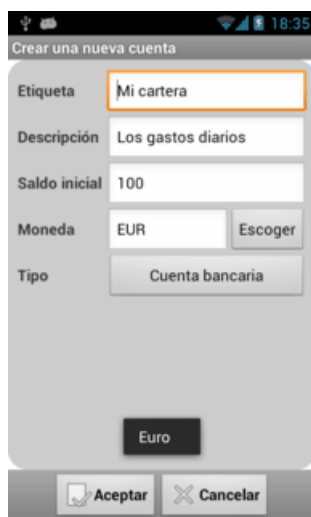 18:35
Crear una nueva cuenta
Etiqueta Mi cartera
Descripción Los gastos diarios
Saldo inicial 100
Moneda EUR Escoger
Tipo Cuenta bancaria
Euro
Aceptar Cancelar